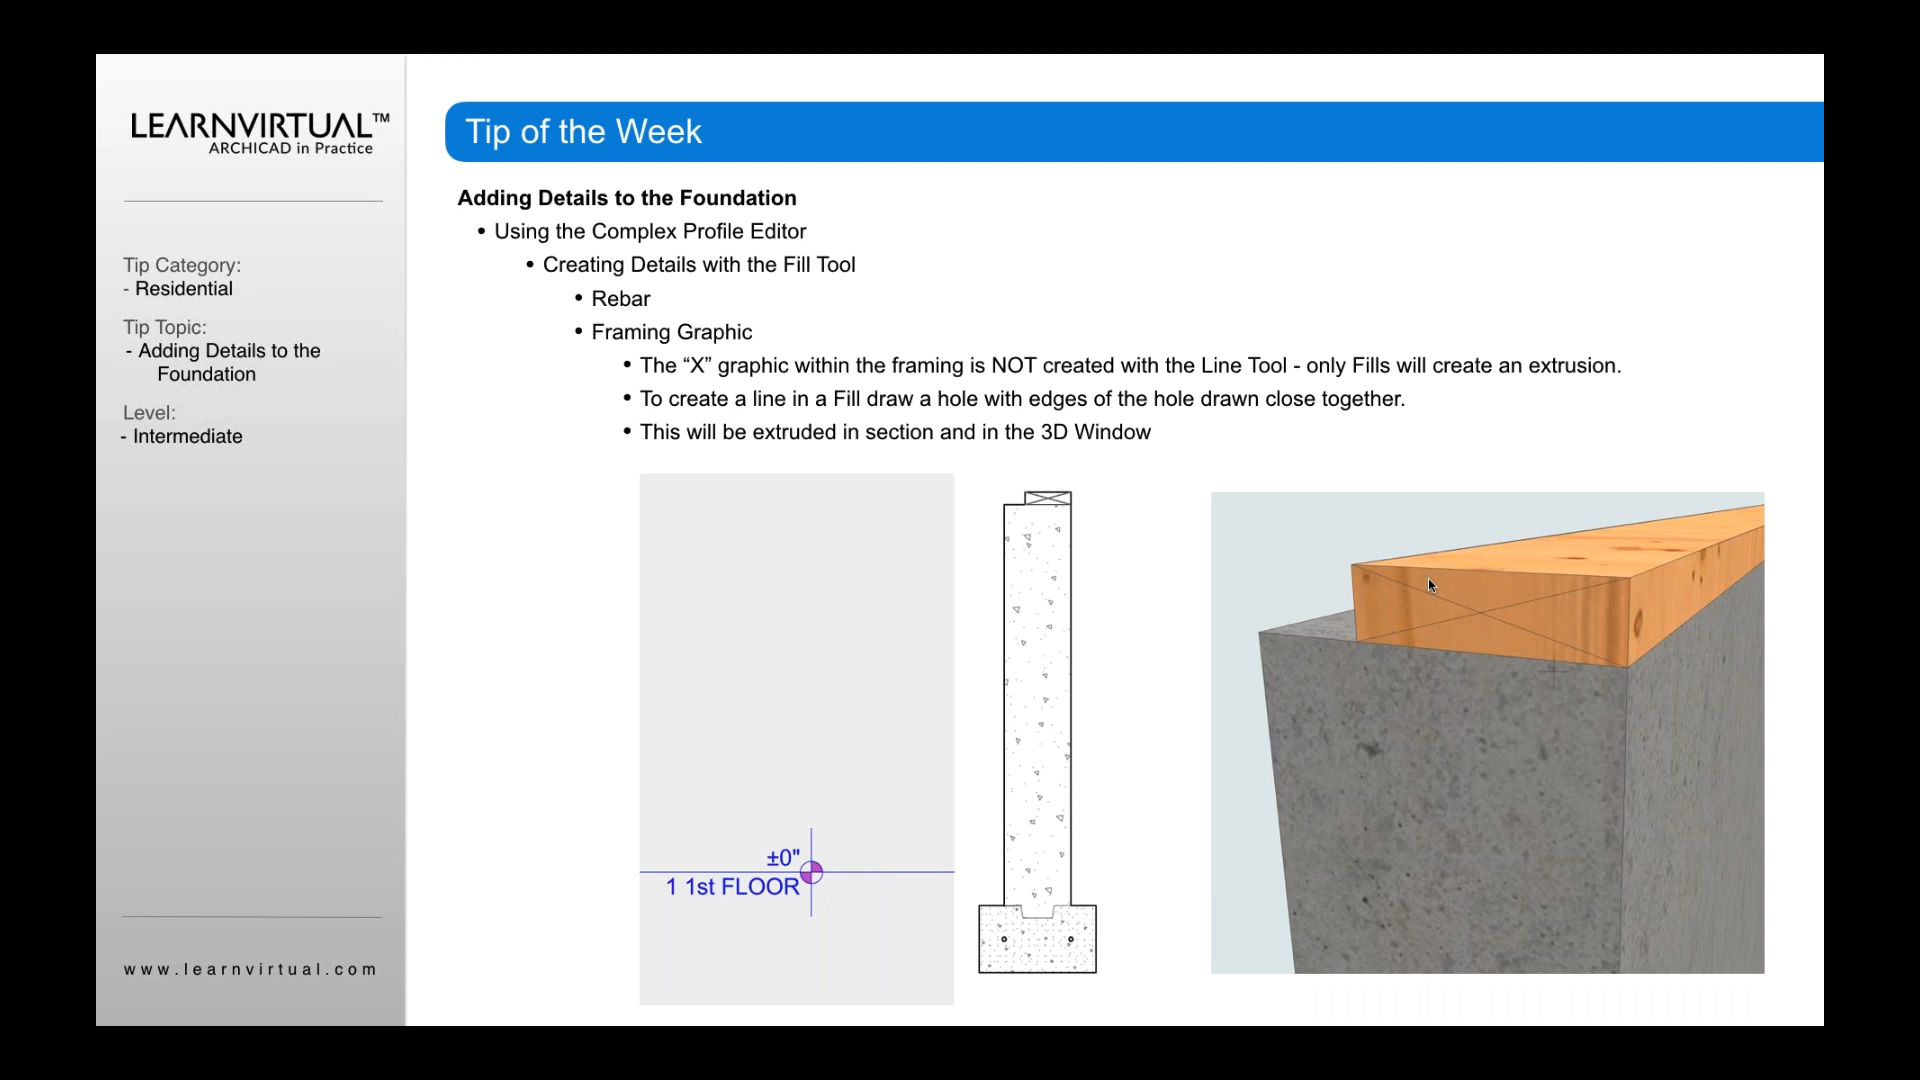 LEARNVIRTUAL™
ARCHICAD in Practice
Tip Category:
- Residential
Tip Topic:
- Adding Details to the
Foundation
Level:
- Intermediate
www.learnvirtual.com
Tip of the Week
Adding Details to the Foundation
• Using the Complex Profile Editor
• Creating Details with the Fill Tool
• Rebar
• Framing Graphic
• The “X” graphic within the framing is NOT created with the Line Tool - only Fills will create an extrusion.
• To create a line in a Fill draw a hole with edges of the hole drawn close together.
• This will be extruded in section and in the 3D Window
±0"
1 1st FLOOR